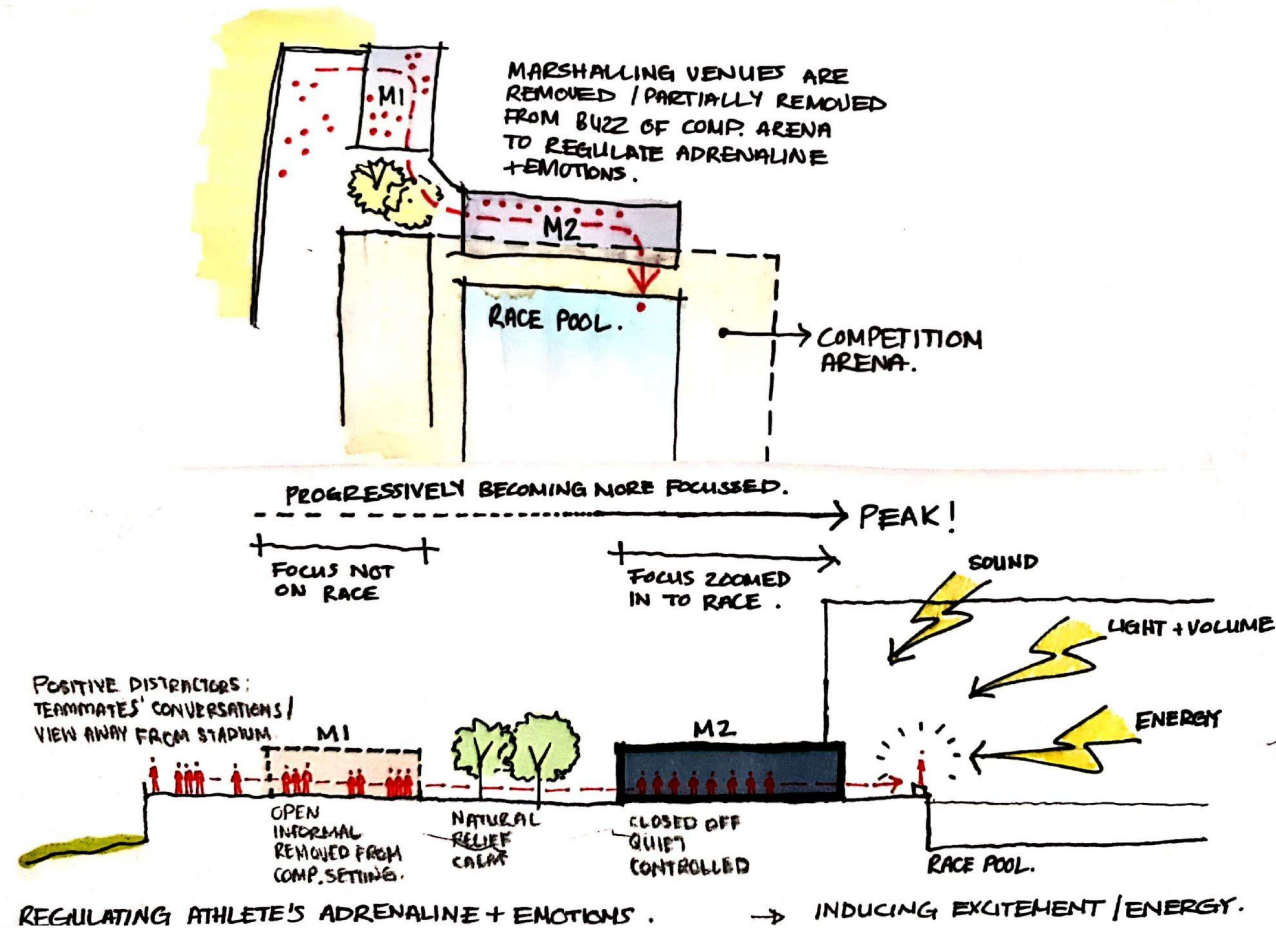 MARSHALLING VENUES ARE
REMOVED / PARTIALLY REMOVED
FROM BUZZ OF COMP. ARENA
TO REGULATE ADRENALINE
+EMOTIONS.
M1
M2
RACE POOL.
COMPETITION
ARENA.
PROGRESSIVELY BECOMING MORE FOCUSSED.
PEAK!
FOCUS NOT
ON RACE
FOCUS ZOOMED
IN TO RACE.
SOUND
LIGHT + VOLUME
ENERGY
POSITIVE DISTRACTORS:
TEAMMATES' CONVERSATIONS/
VIEW AWAY FROM STADIUM.
M1
M2
OPEN
INFORMAL
REMOVED FROM
COMP. SETTING.
NATURAL
RELIEF
CALM
CLOSED OFF
QUIET
CONTROLLED
RACE POOL.
REGULATING ATHLETE'S ADRENALINE + EMOTIONS. → INDUCING EXCITEMENT / ENERGY.